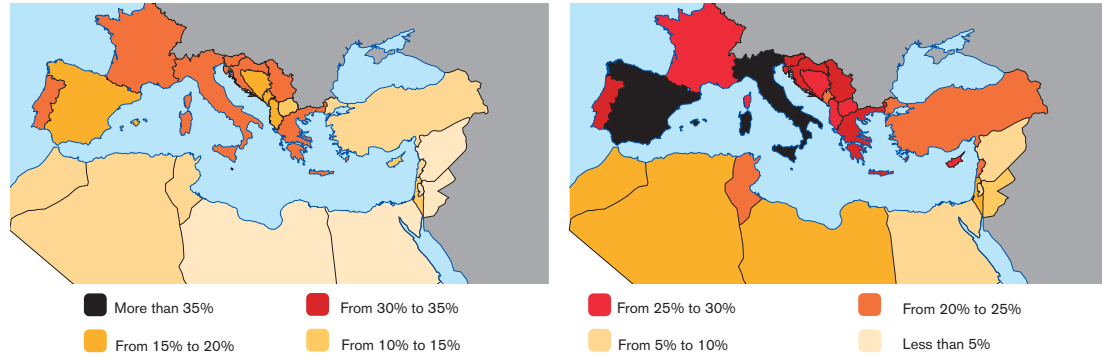 More than 35%
From 30% to 35%
From 25% to 30%
From 20% to 25%
From 15% to 20%
From 10% to 15%
From 5% to 10%
Less than 5%